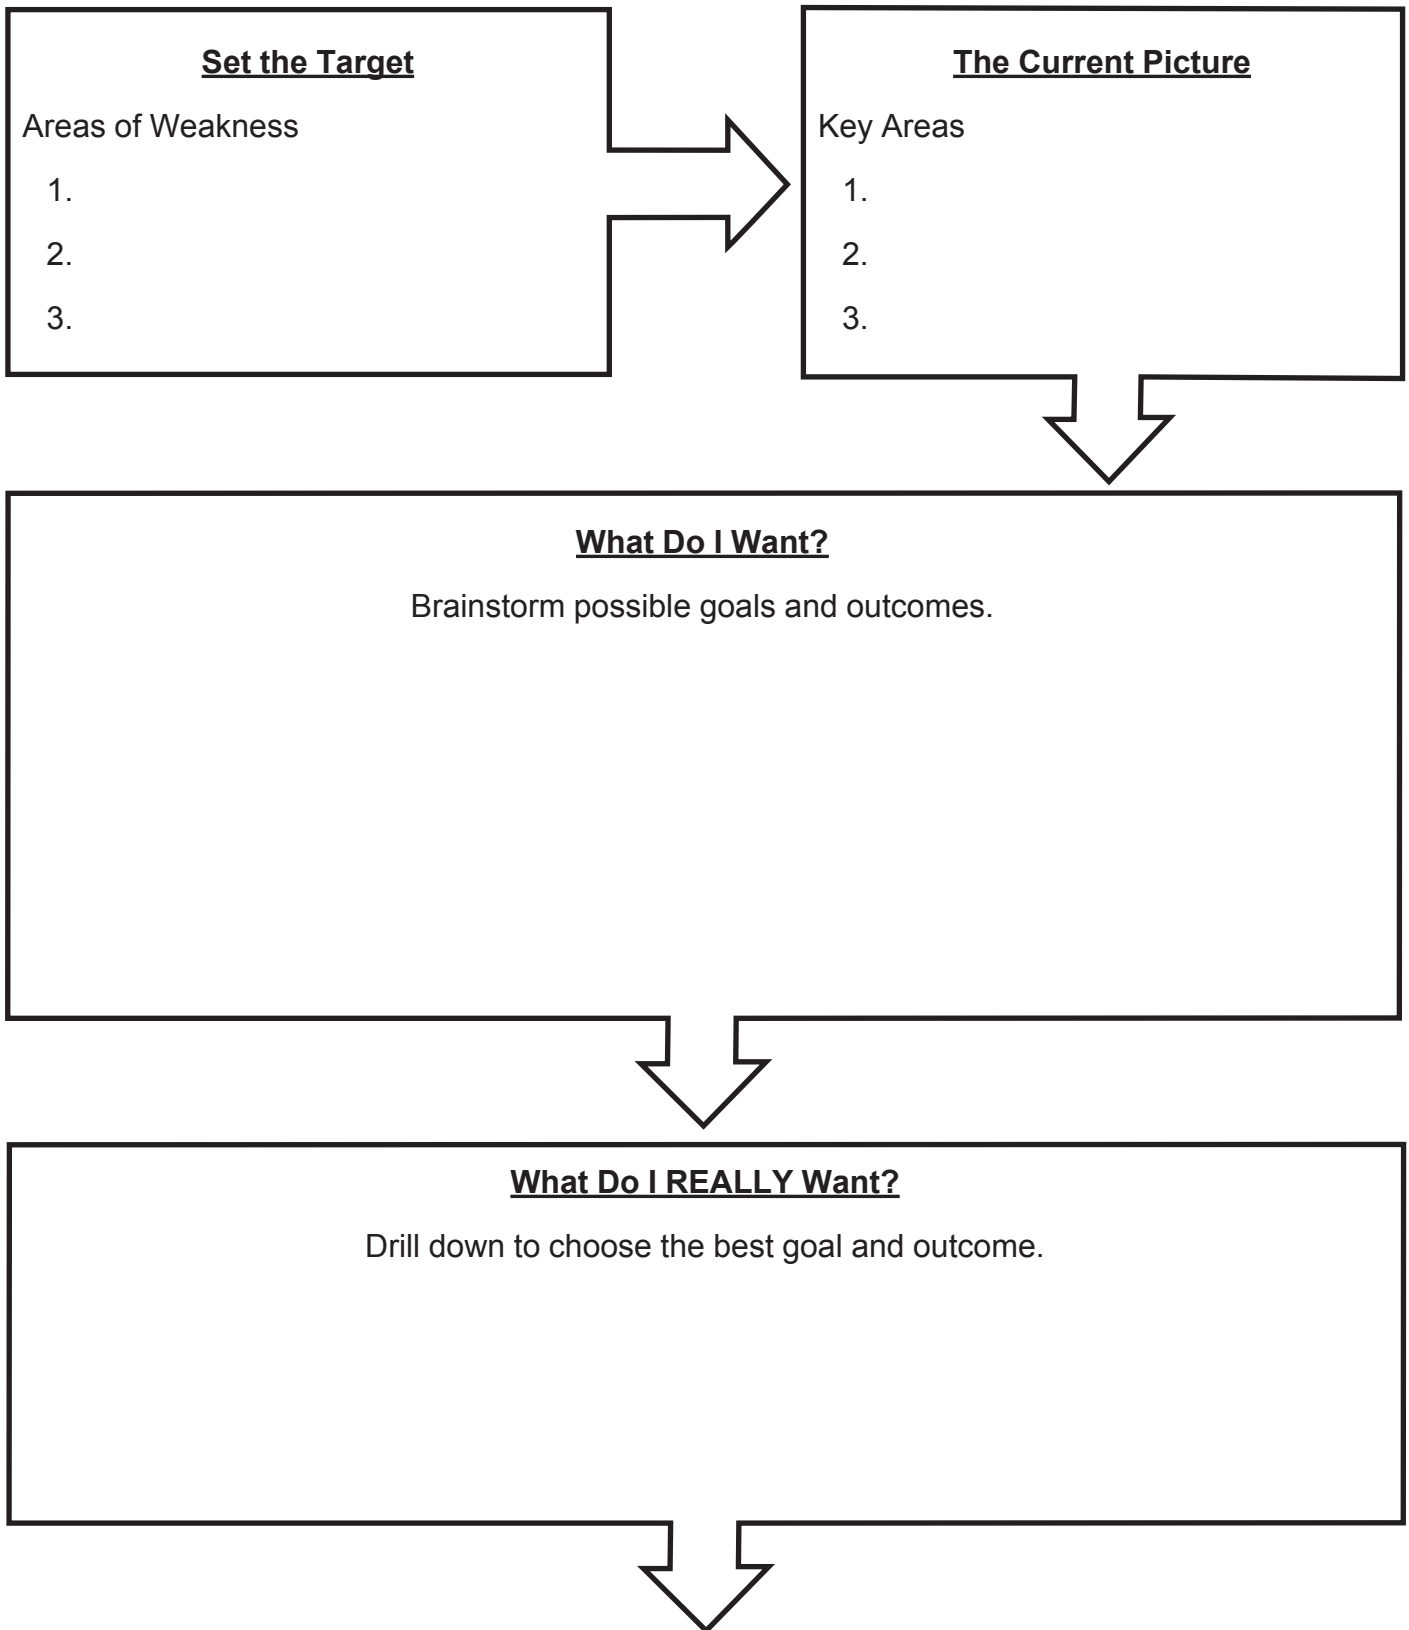 Set the Target
Areas of Weakness
1.
2.
3.
The Current Picture
Key Areas
1.
2.
3.
What Do I Want?
Brainstorm possible goals and outcomes.
What Do I REALLY Want?
Drill down to choose the best goal and outcome.